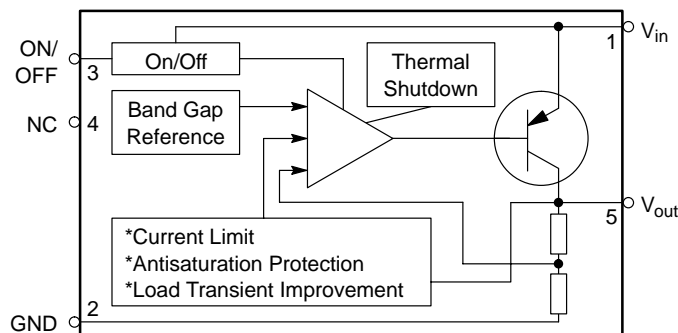 ON/
OFF
3
On/Off
Thermal
Shutdown
1
Vin
NC
4
Band Gap
Reference
5
Vout
*Current Limit
*Antisaturation Protection
*Load Transient Improvement
GND
2